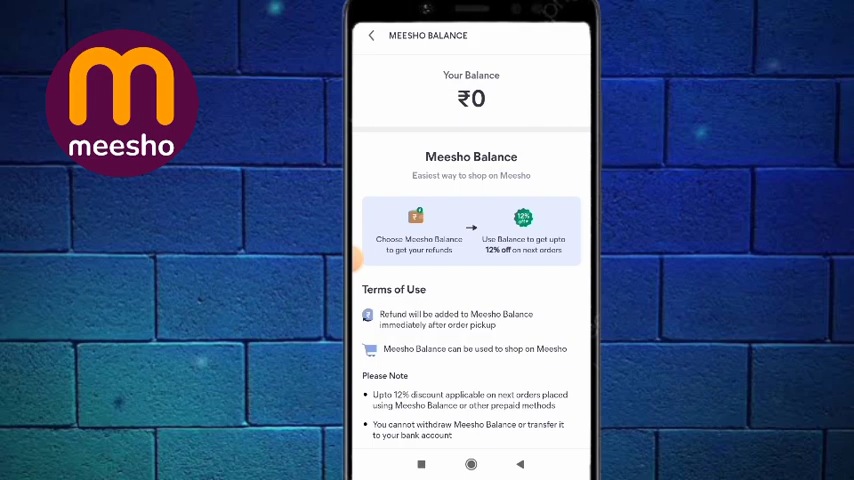 meesho
MEESHO BALANCE
Your Balance
₹0
Meesho Balance
Easiest way to shop on Meesho
12%
Choose Meesho Balance
to get your refunds
Use Balance to get upto
12% off on next orders
Terms of Use
Refund will be added to Meesho Balance
immediately after order pickup
Meesho Balance can be used to shop on Meesho
Please Note
• Upto 12% discount applicable on next orders placed
using Meesho Balance or other prepaid methods
• You cannot withdraw Meesho Balance or transfer it
to your bank account